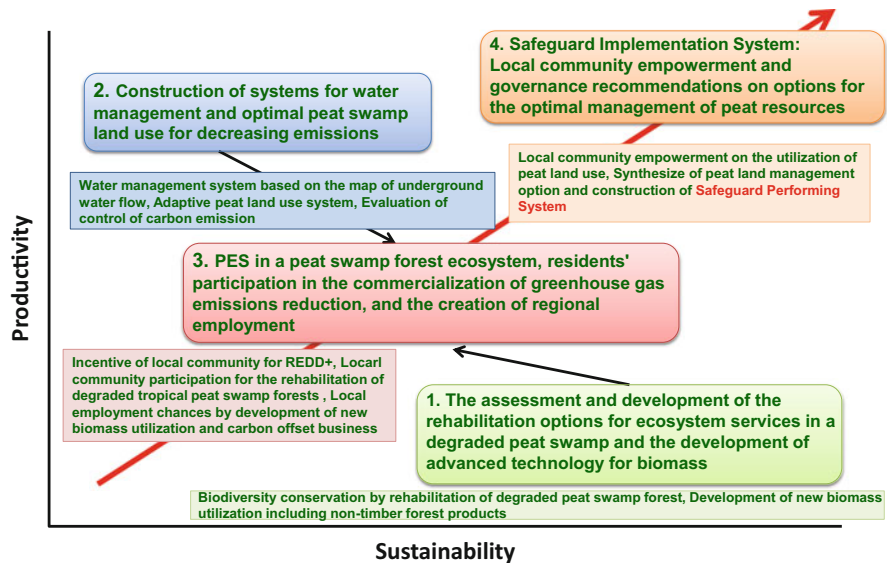 4. Safeguard Implementation System:
Local community empowerment and
governance recommendations on options for
the optimal management of peat resources
2. Construction of systems for water
management and optimal peat swamp
land use for decreasing emissions
Local community empowerment on the utilization of
peat land use, Synthesize of peat land management
option and construction of Safeguard Performing
System
Water management system based on the map of underground
water flow, Adaptive peat land use system, Evaluation of
control of carbon emission
3. PES in a peat swamp forest ecosystem, residents'
participation in the commercialization of greenhouse gas
emissions reduction, and the creation of regional
employment
Incentive of local community for REDD+, Locarl
community participation for the rehabilitation of
degraded tropical peat swamp forests , Local
employment chances by development of new
biomass utilization and carbon offset business
1. The assessment and development of the
rehabilitation options for ecosystem services in a
degraded peat swamp and the development of
advanced technology for biomass
Biodiversity conservation by rehabilitation of degraded peat swamp forest, Development of new biomass
utilization including non-timber forest products
Productivity
Sustainability